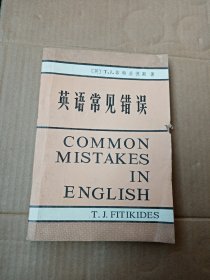 英语常见错误
COMMON
MISTAKES
IN
ENGLISH
T. J. FITIKIDES